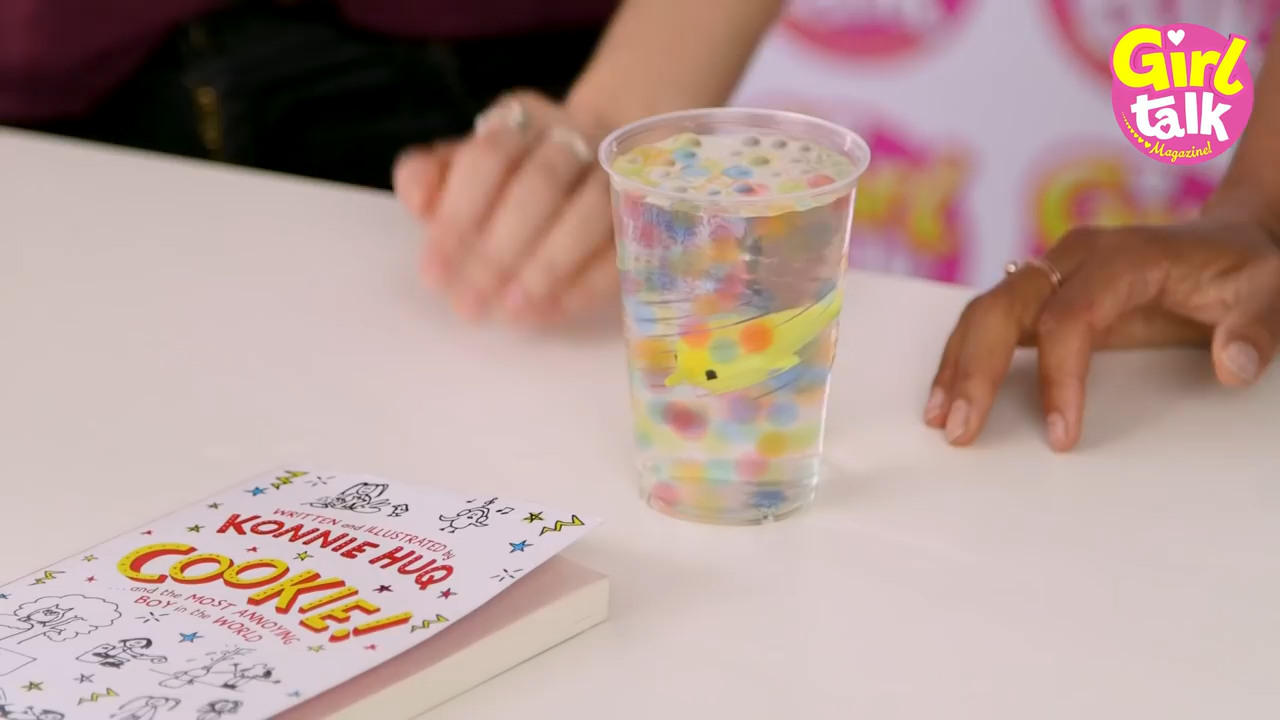 Girl
talk
Magazine!
WRITTEN and ILLUSTRATED by
KONNIE HUQ
COOKIE!
...and the MOST ANNOYING
BOY in the WORLD